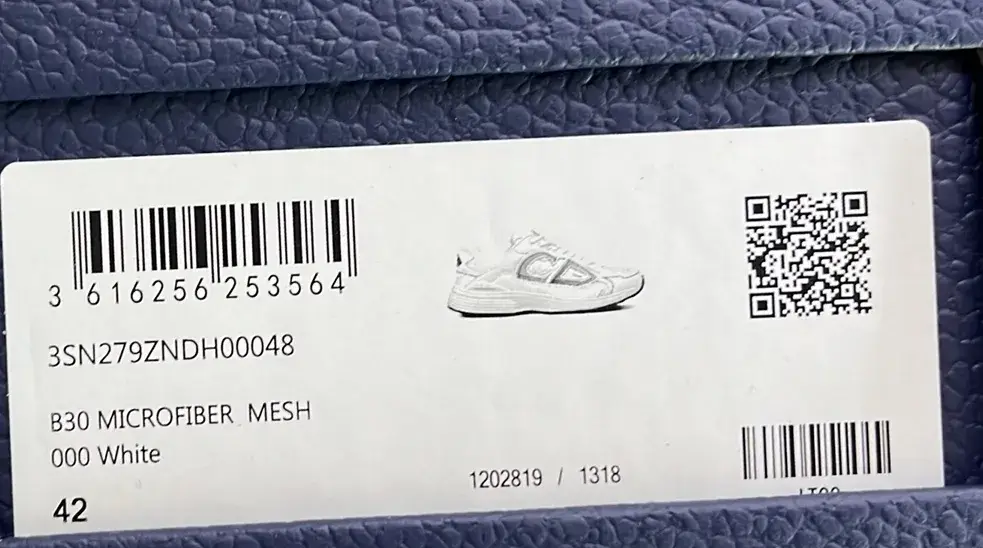 3 616256 253564
3SN279ZNDH00048
B30 MICROFIBER MESH
000 White
42
1202819 / 1318